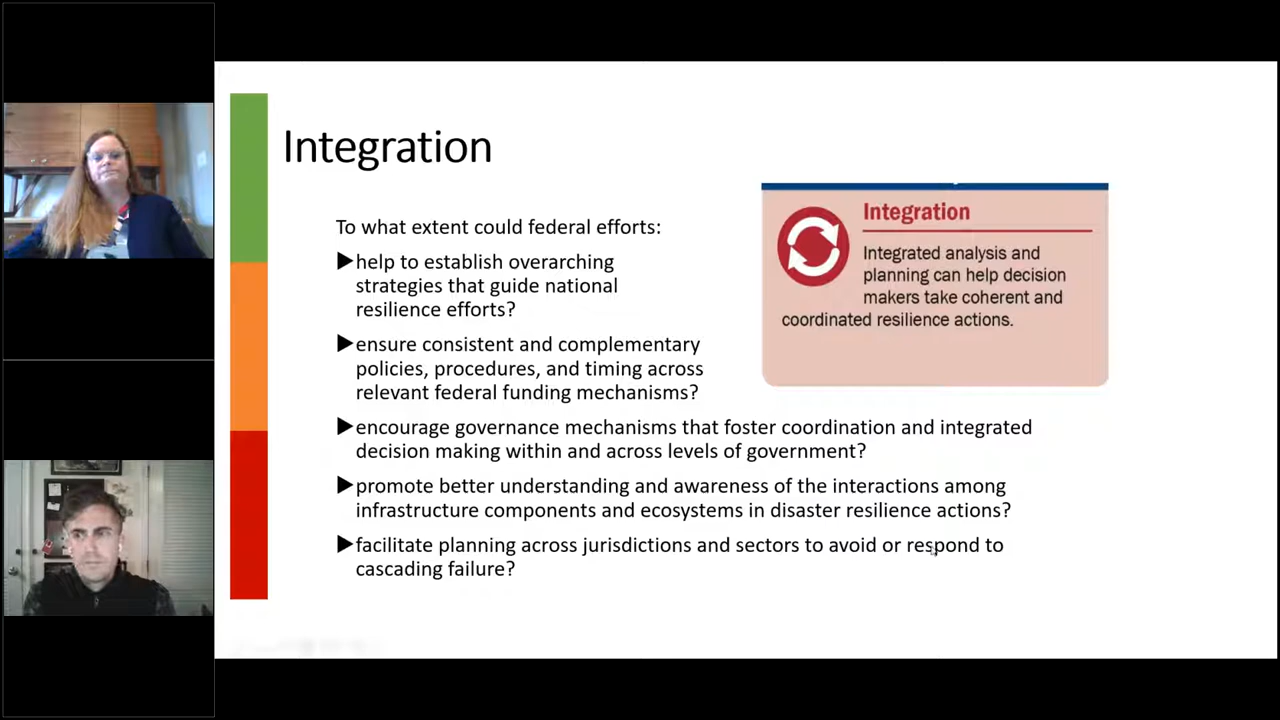 Integration
To what extent could federal efforts:
▶help to establish overarching
strategies that guide national
resilience efforts?
▶ensure consistent and complementary
policies, procedures, and timing across
relevant federal funding mechanisms?
▶encourage governance mechanisms that foster coordination and integrated
decision making within and across levels of government?
▶promote better understanding and awareness of the interactions among
infrastructure components and ecosystems in disaster resilience actions?
▶facilitate planning across jurisdictions and sectors to avoid or respond to
cascading failure?
Integration
Integrated analysis and
planning can help decision
makers take coherent and
coordinated resilience actions.